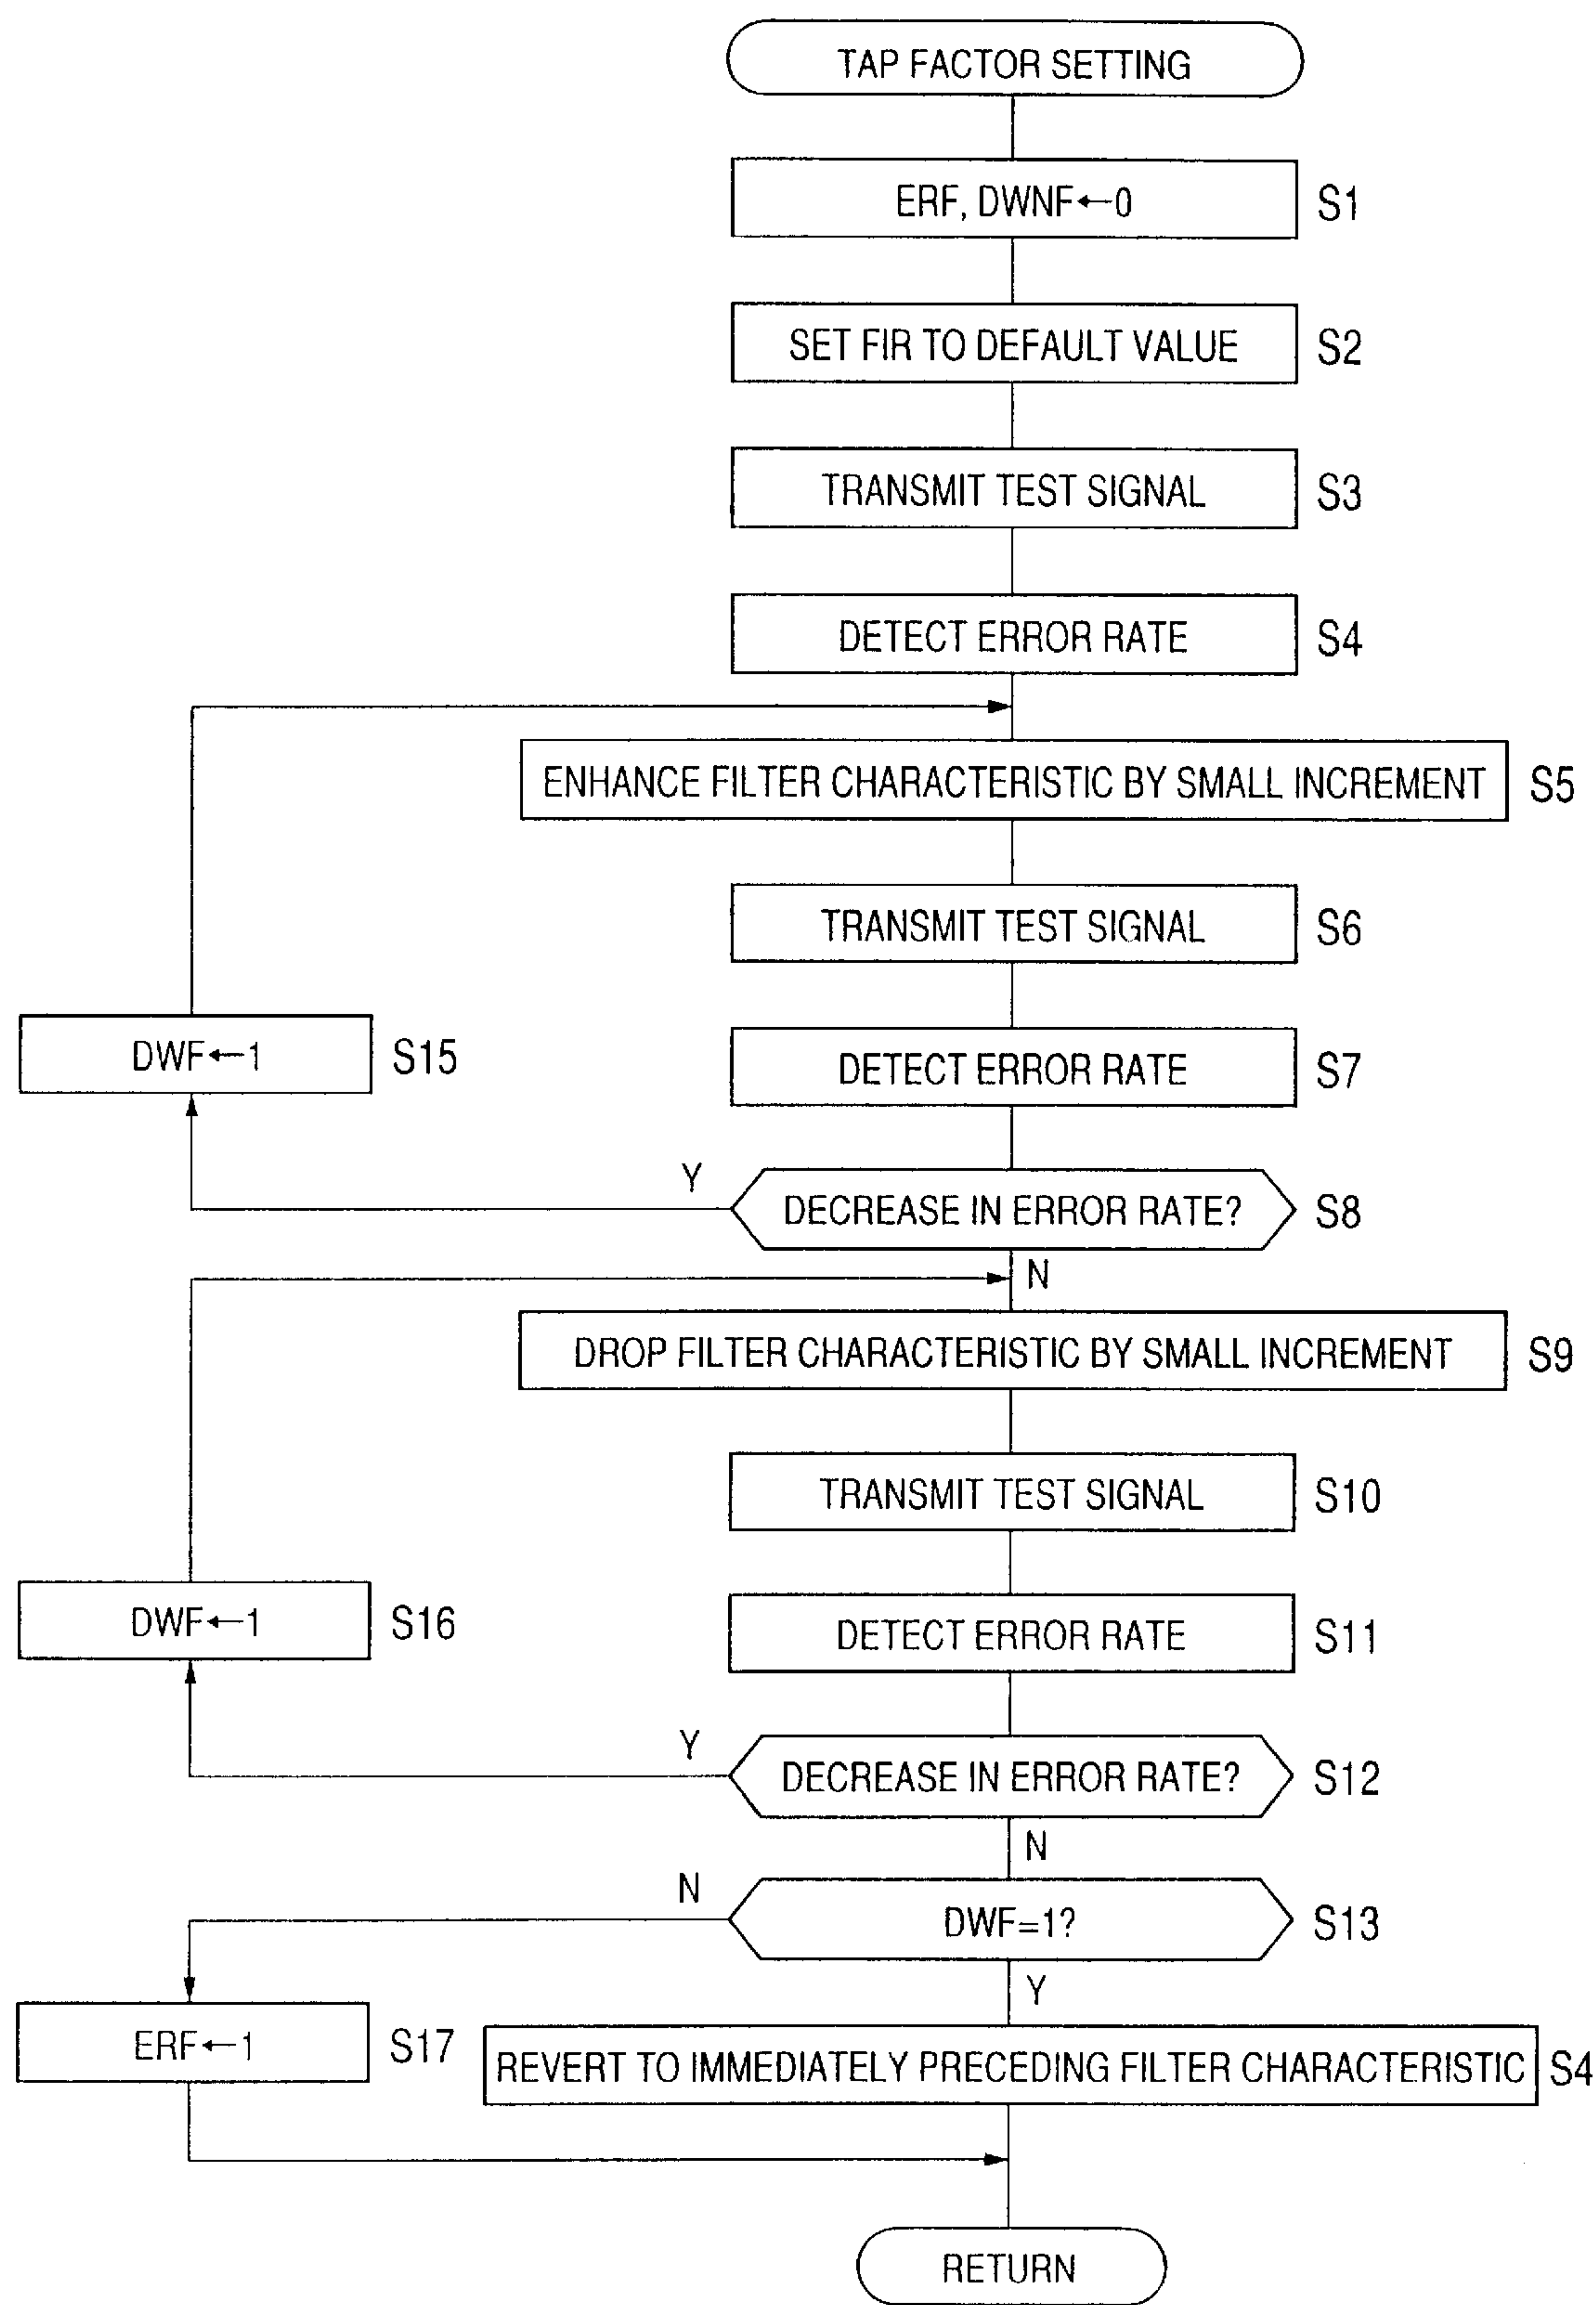 TAP FACTOR SETTING
ERF, DWNF←0 S1
SET FIR TO DEFAULT VALUE S2
TRANSMIT TEST SIGNAL S3
DETECT ERROR RATE S4
ENHANCE FILTER CHARACTERISTIC BY SMALL INCREMENT S5
TRANSMIT TEST SIGNAL S6
DWF←1 S15
DETECT ERROR RATE S7
Y
DECREASE IN ERROR RATE? S8
N
DROP FILTER CHARACTERISTIC BY SMALL INCREMENT S9
TRANSMIT TEST SIGNAL S10
DWF←1 S16
DETECT ERROR RATE S11
Y
DECREASE IN ERROR RATE? S12
N
N
DWF=1? S13
Y
ERF←1 S17
REVERT TO IMMEDIATELY PRECEDING FILTER CHARACTERISTIC S4
RETURN